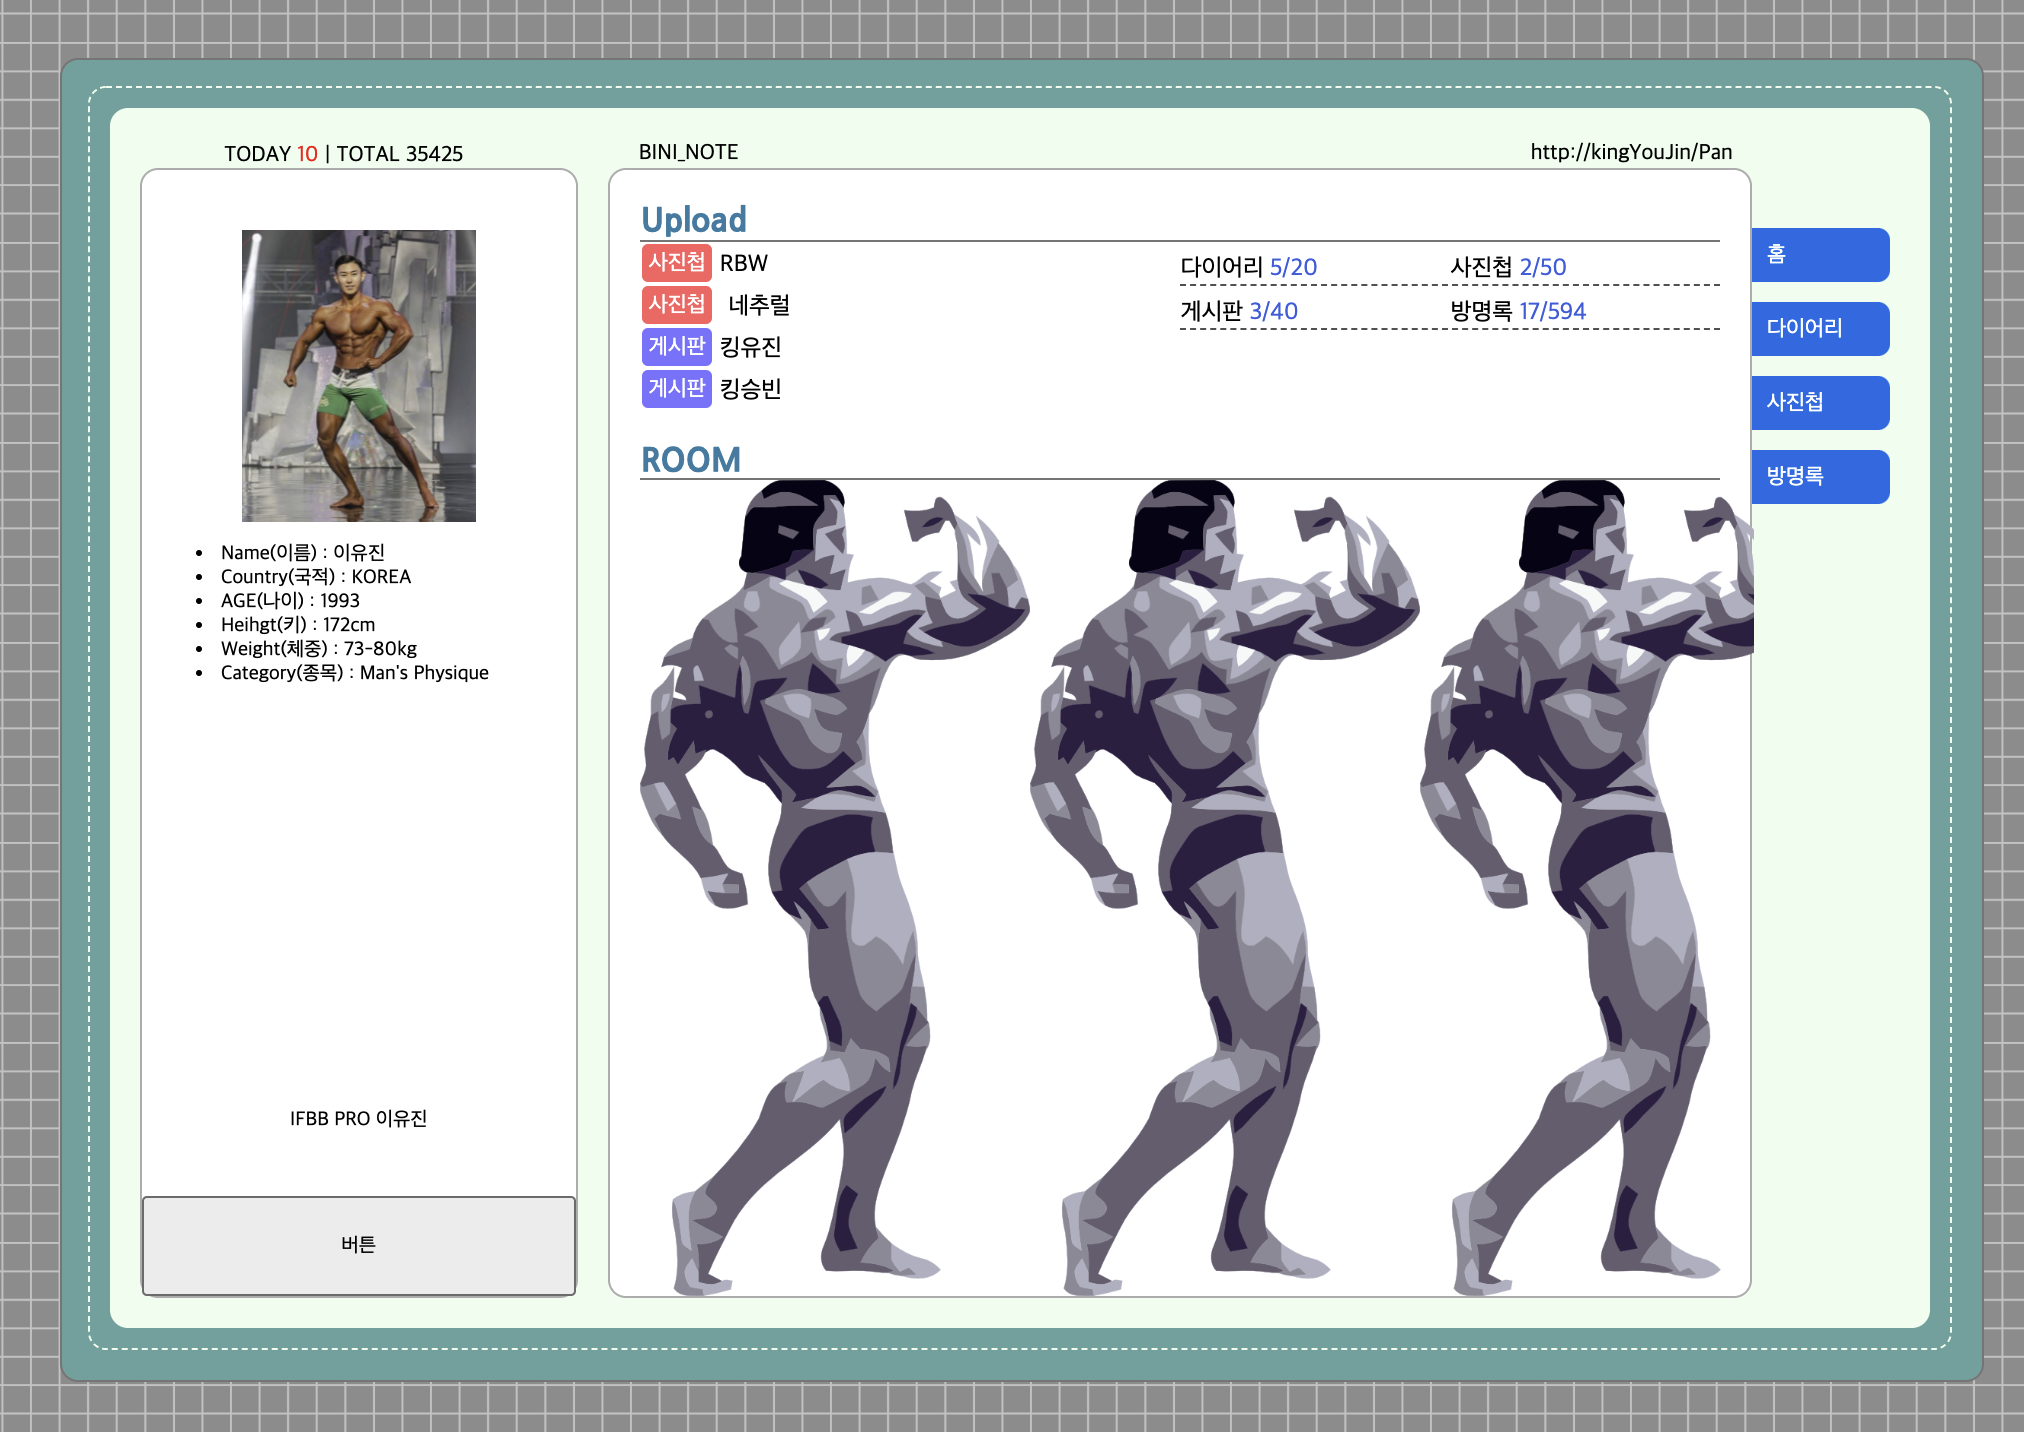 TODAY 10 | TOTAL 35425
BINI_NOTE
http://kingYouJin/Pan
Upload
사진첩 RBW
사진첩 네추럴
게시판 킹유진
게시판 킹승빈
다이어리 5/20 사진첩 2/50
게시판 3/40 방명록 17/594
ROOM
홈
다이어리
사진첩
방명록
Name(이름) : 이유진
Country(국적) : KOREA
AGE(나이) : 1993
Heihgt(키) : 172cm
Weight(체중) : 73-80kg
Category(종목) : Man's Physique
IFBB PRO 이유진
버튼